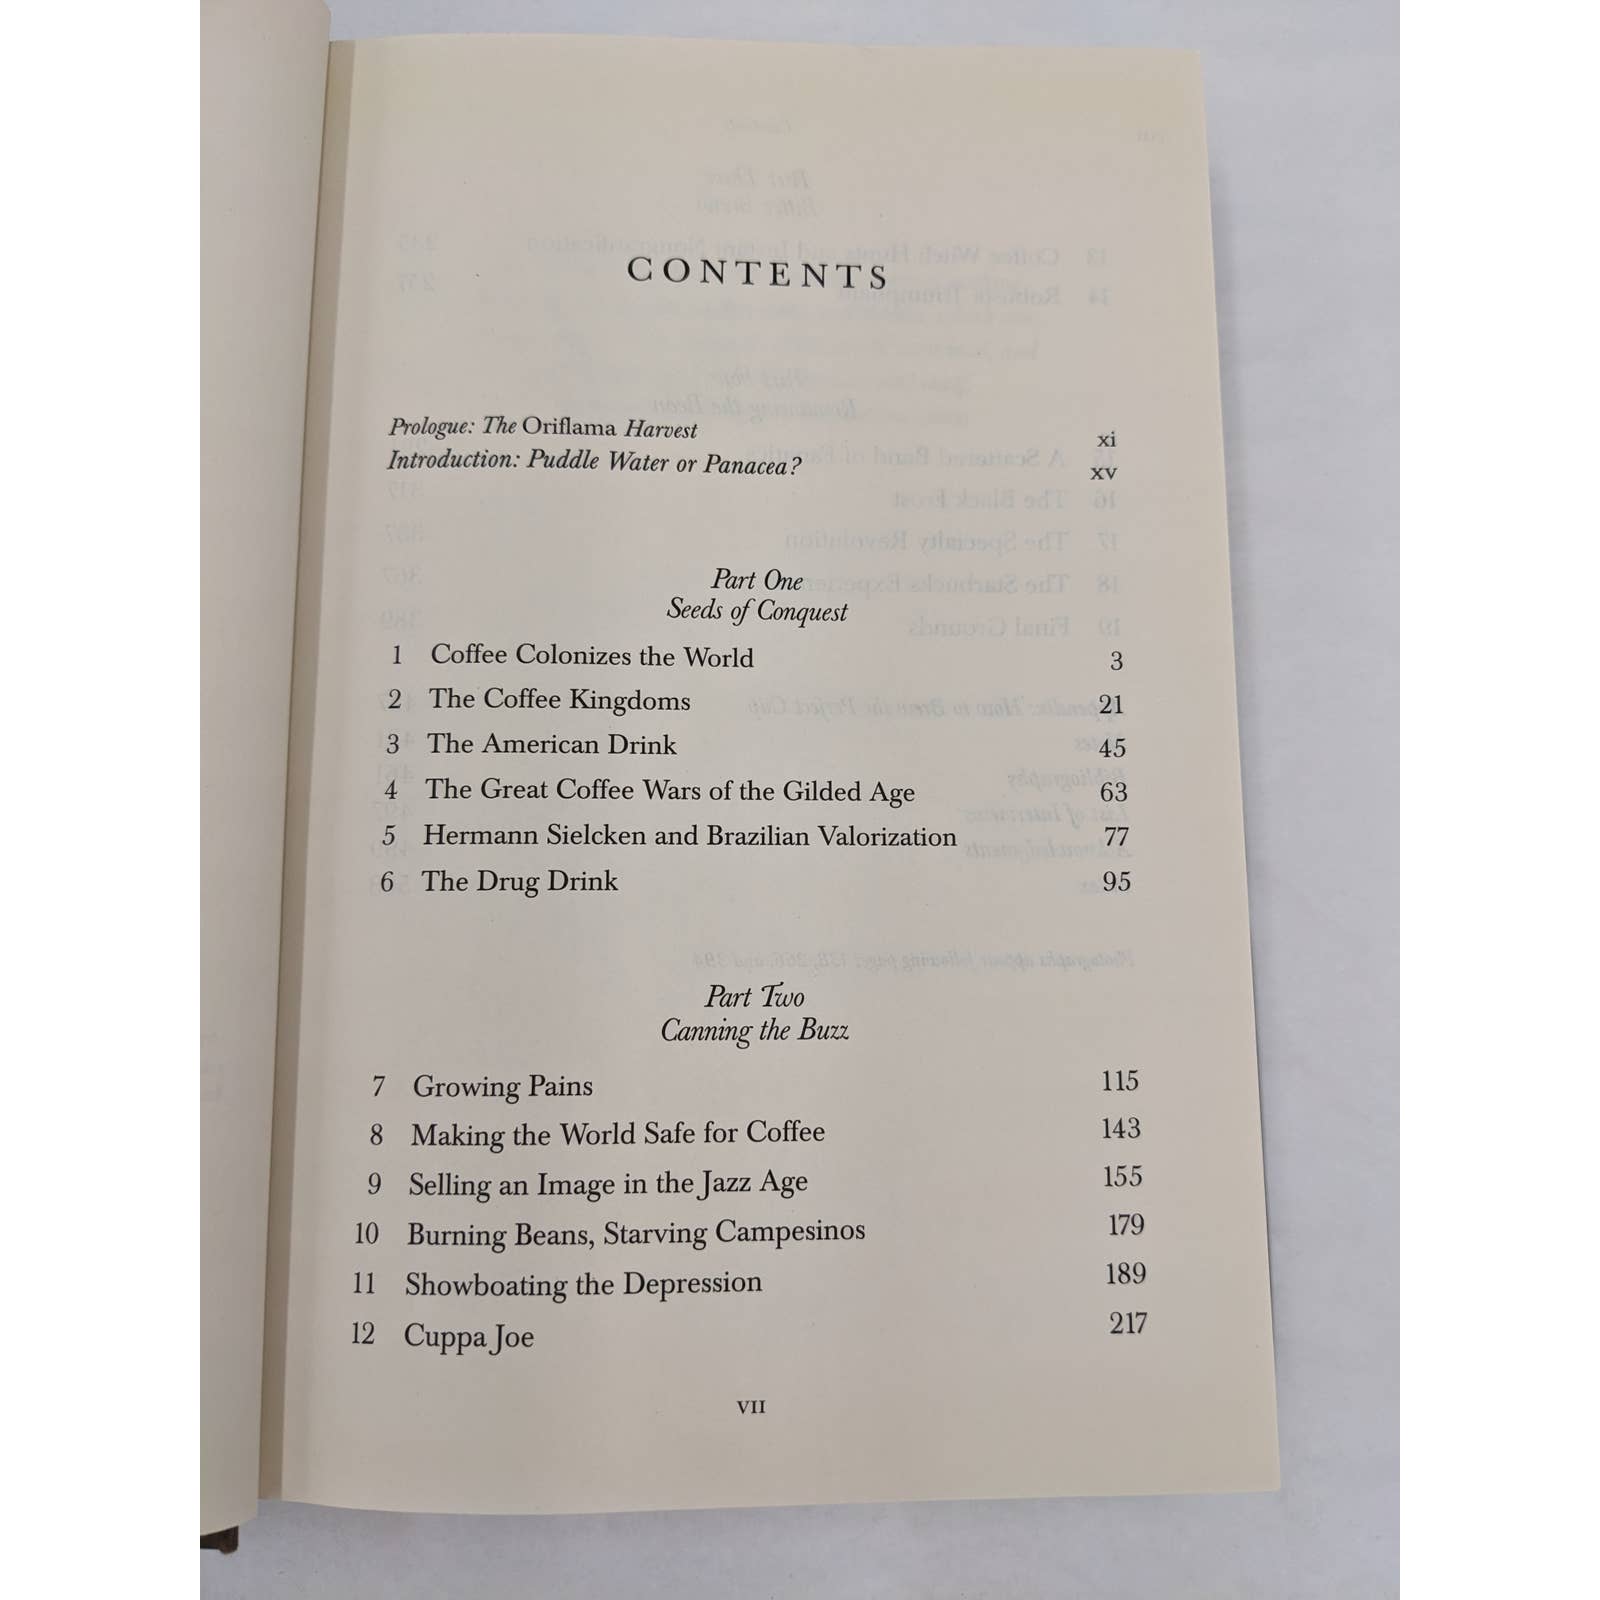 CONTENTS
Prologue: The Oriflama Harvest xi
Introduction: Puddle Water or Panacea? xv
Part One
Seeds of Conquest
1 Coffee Colonizes the World 3
2 The Coffee Kingdoms 21
3 The American Drink 45
4 The Great Coffee Wars of the Gilded Age 63
5 Hermann Sielcken and Brazilian Valorization 77
6 The Drug Drink 95
Part Two
Canning the Buzz
7 Growing Pains 115
8 Making the World Safe for Coffee 143
9 Selling an Image in the Jazz Age 155
10 Burning Beans, Starving Campesinos 179
11 Showboating the Depression 189
12 Cuppa Joe 217
VII